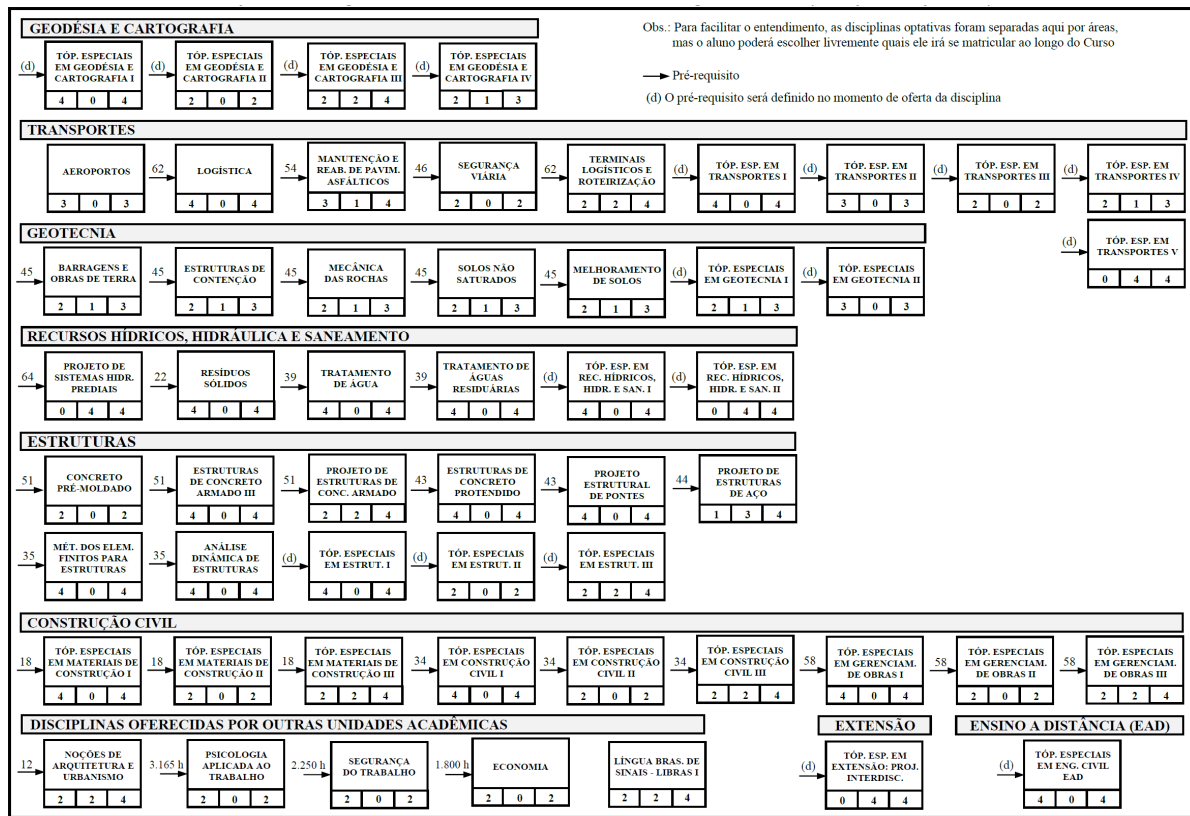 GEODÉSIA E CARTOGRAFIA
Obs.: Para facilitar o entendimento, as disciplinas optativas foram separadas aqui por áreas,
mas o aluno poderá escolher livremente quais ele irá se matricular ao longo do Curso
Pré-requisito
(d) O pré-requisito será definido no momento de oferta da disciplina
(d)
TÓP. ESPECIAIS
EM GEODÉSIA E
CARTOGRAFIA I
4 0 4
(d)
TÓP. ESPECIAIS
EM GEODÉSIA E
CARTOGRAFIA II
2 0 2
(d)
TÓP. ESPECIAIS
EM GEODÉSIA E
CARTOGRAFIA III
2 2 4
(d)
TÓP. ESPECIAIS
EM GEODÉSIA E
CARTOGRAFIA IV
2 1 3
TRANSPORTES
AEROPORTOS
3 0 3
62
LOGÍSTICA
4 0 4
54
MANUTENÇÃO E
REAB. DE PAVIM.
ASFÁLTICOS
3 1 4
46
SEGURANÇA
VIÁRIA
2 0 2
62
TERMINAIS
LOGÍSTICOS E
ROTEIRIZAÇÃO
2 2 4
(d)
TÓP. ESP. EM
TRANSPORTES I
4 0 4
(d)
TÓP. ESP. EM
TRANSPORTES II
3 0 3
(d)
TÓP. ESP. EM
TRANSPORTES III
2 0 2
(d)
TÓP. ESP. EM
TRANSPORTES IV
2 1 3
(d)
TÓP. ESP. EM
TRANSPORTES V
0 4 4
GEOTECNIA
45
BARRAGENS E
OBRAS DE TERRA
2 1 3
45
ESTRUTURAS DE
CONTENÇÃO
2 1 3
45
MECÂNICA
DAS ROCHAS
2 1 3
45
SOLOS NÃO
SATURADOS
2 1 3
45
MELHORAMENTO
DE SOLOS
2 1 3
(d)
TÓP. ESPECIAIS
EM GEOTECNIA I
2 1 3
(d)
TÓP. ESPECIAIS
EM GEOTECNIA II
3 0 3
RECURSOS HÍDRICOS, HIDRÁULICA E SANEAMENTO
64
PROJETO DE
SISTEMAS HIDR.
PREDIAIS
0 4 4
22
RESÍDUOS
SÓLIDOS
4 0 4
39
TRATAMENTO
DE ÁGUA
4 0 4
39
TRATAMENTO DE
ÁGUAS
RESIDUÁRIAS
4 0 4
(d)
TÓP. ESP. EM
REC. HÍDRICOS,
HIDR. E SAN. I
4 0 4
(d)
TÓP. ESP. EM
REC. HÍDRICOS,
HIDR. E SAN. II
0 4 4
ESTRUTURAS
51
CONCRETO
PRÉ-MOLDADO
2 0 2
51
ESTRUTURAS
DE CONCRETO
ARMADO III
4 0 4
51
PROJETO DE
ESTRUTURAS DE
CONC. ARMADO
2 2 4
43
ESTRUTURAS DE
CONCRETO
PROTENDIDO
4 0 4
43
PROJETO
ESTRUTURAL
DE PONTES
4 0 4
44
PROJETO DE
ESTRUTURAS
DE AÇO
1 3 4
35
MÉT. DOS ELEM.
FINITOS PARA
ESTRUTURAS
4 0 4
35
ANÁLISE
DINÂMICA DE
ESTRUTURAS
4 0 4
(d)
TÓP. ESPECIAIS
EM ESTRUT. I
4 0 4
(d)
TÓP. ESPECIAIS
EM ESTRUT. II
2 0 2
(d)
TÓP. ESPECIAIS
EM ESTRUT. III
2 2 4
CONSTRUÇÃO CIVIL
18
TÓP. ESPECIAIS
EM MATERIAIS DE
CONSTRUÇÃO I
4 0 4
18
TÓP. ESPECIAIS
EM MATERIAIS DE
CONSTRUÇÃO II
2 0 2
18
TÓP. ESPECIAIS
EM MATERIAIS DE
CONSTRUÇÃO III
2 2 4
34
TÓP. ESPECIAIS
EM CONSTRUÇÃO
CIVIL I
4 0 4
34
TÓP. ESPECIAIS
EM CONSTRUÇÃO
CIVIL II
2 0 2
34
TÓP. ESPECIAIS
EM CONSTRUÇÃO
CIVIL III
2 2 4
58
TÓP. ESPECIAIS
EM GERENCIAM.
DE OBRAS I
4 0 4
58
TÓP. ESPECIAIS
EM GERENCIAM.
DE OBRAS II
2 0 2
58
TÓP. ESPECIAIS
EM GERENCIAM.
DE OBRAS III
2 2 4
DISCIPLINAS OFERECIDAS POR OUTRAS UNIDADES ACADÊMICAS
12
NOÇÕES DE
ARQUITETURA E
URBANISMO
2 2 4
3.165 h
PSICOLOGIA
APLICADA AO
TRABALHO
2 0 2
2.250 h
SEGURANÇA
DO TRABALHO
2 0 2
1.800 h
ECONOMIA
2 0 2
LÍNGUA BRAS. DE
SINAIS - LIBRAS I
2 2 4
EXTENSÃO
(d)
TÓP. ESP. EM
EXTENSÃO: PROJ.
INTERDISC.
0 4 4
ENSINO A DISTÂNCIA (EAD)
(d)
TÓP. ESPECIAIS
EM ENG. CIVIL
EAD
4 0 4